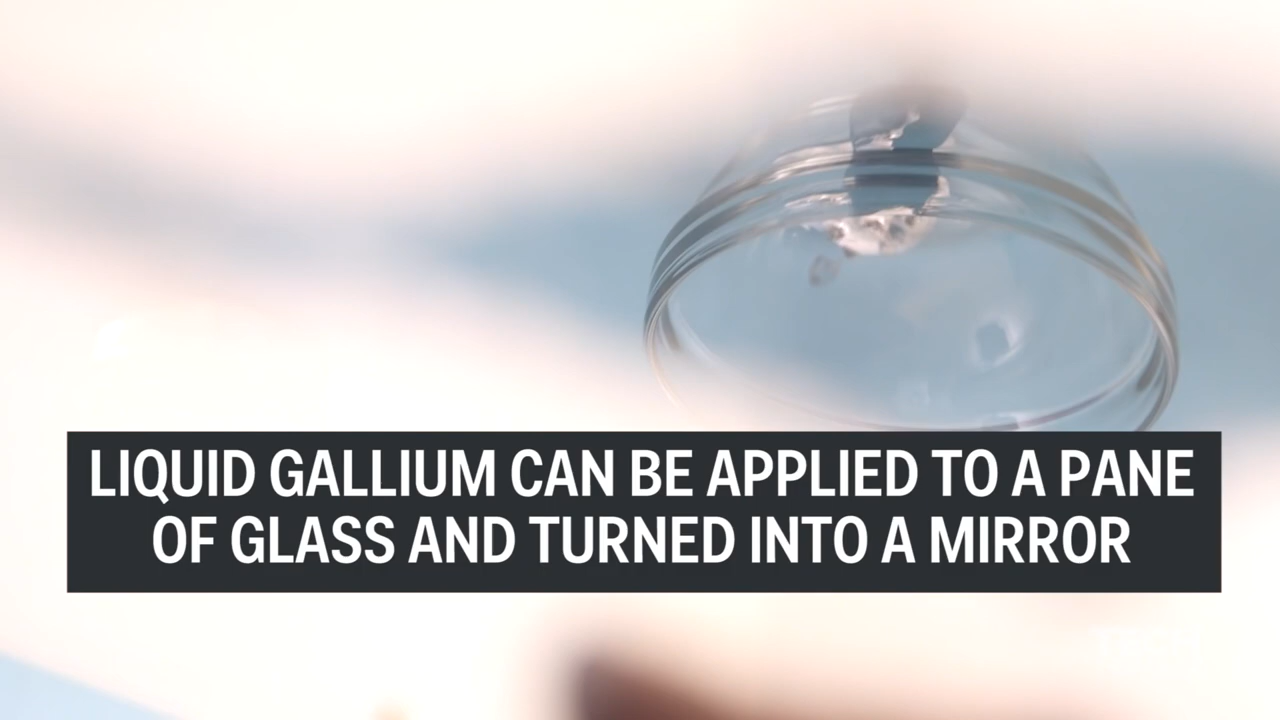 LIQUID GALLIUM CAN BE APPLIED TO A PANE
OF GLASS AND TURNED INTO A MIRROR